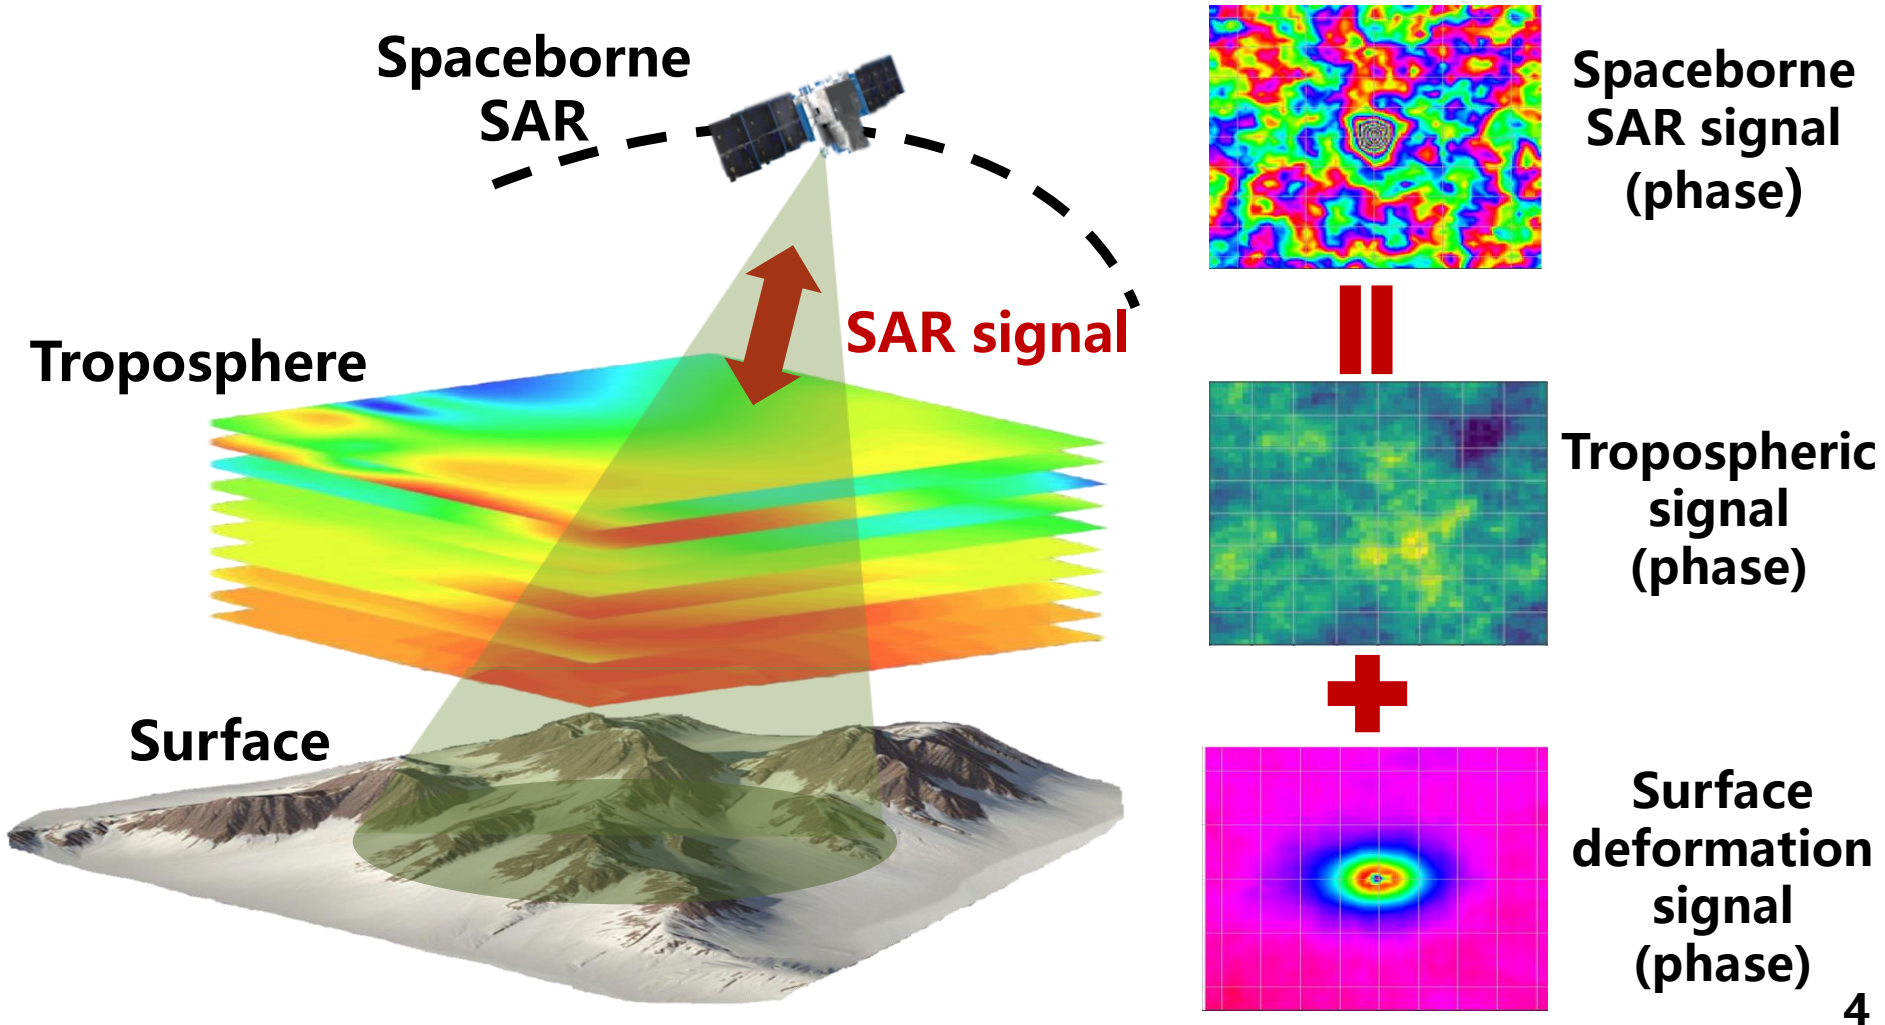 Spaceborne
SAR
SAR signal
Troposphere
Surface
Spaceborne
SAR signal
(phase)
Tropospheric
signal
(phase)
Surface
deformation
signal
(phase)
4